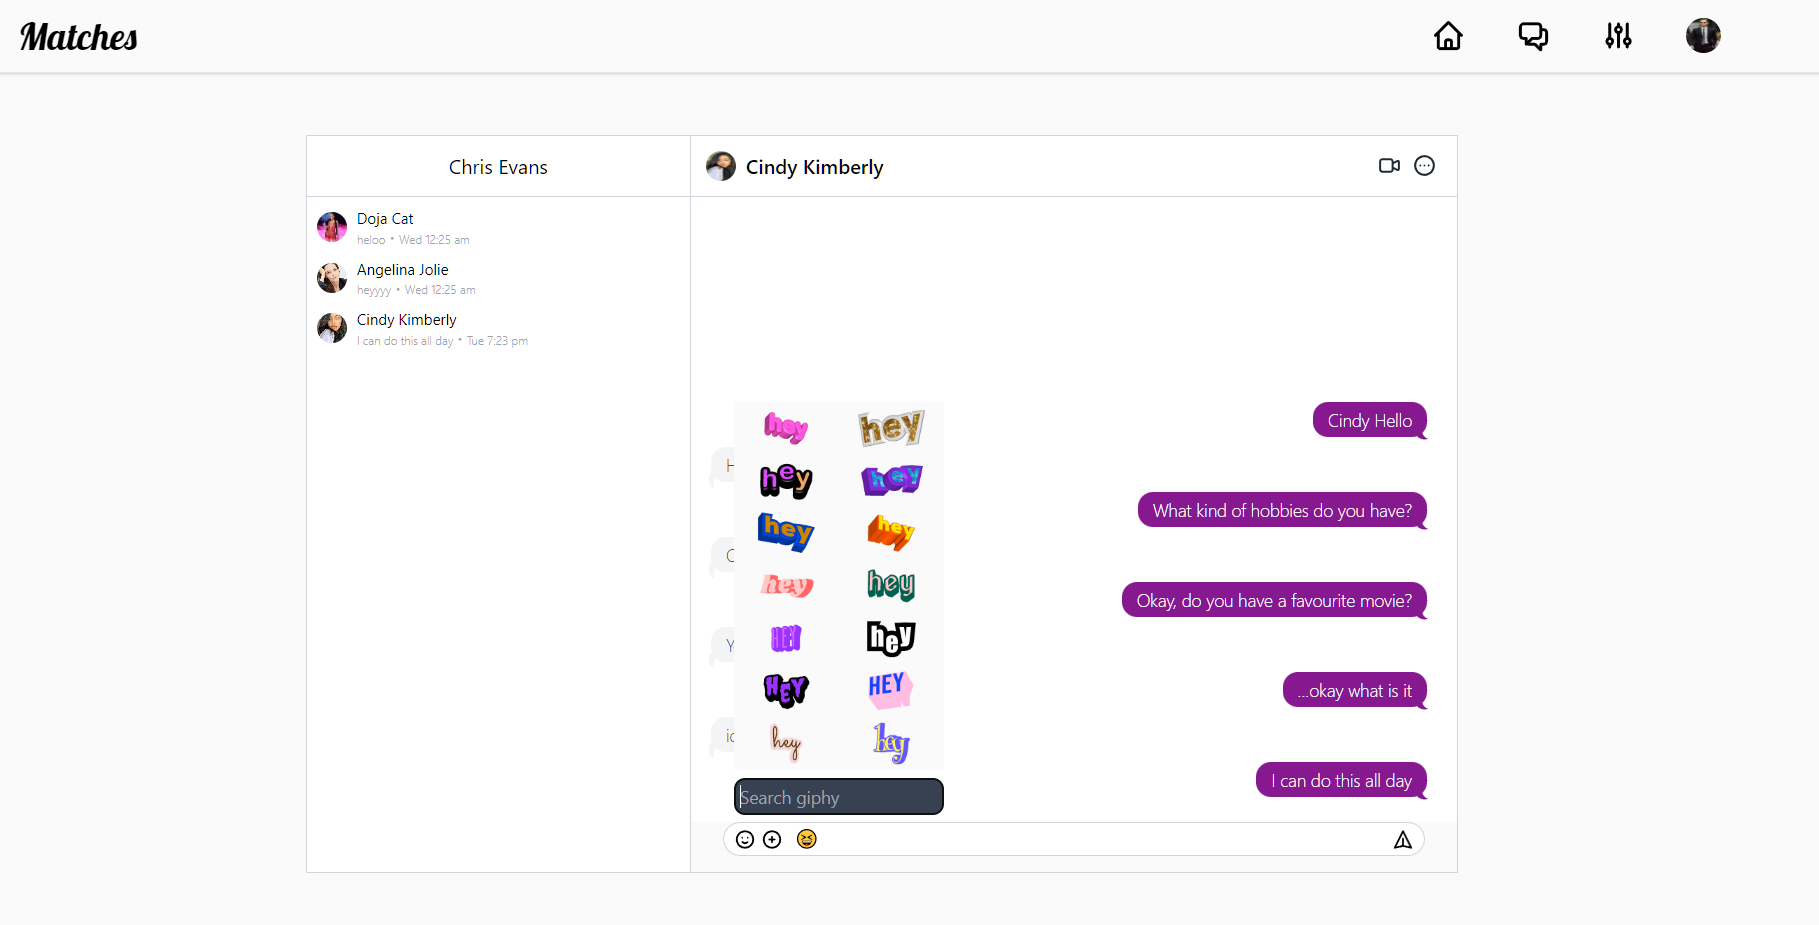 Matches
Chris Evans
Cindy Kimberly
Doja Cat
heloo • Wed 12:25 am
Angelina Jolie
heyyyy • Wed 12:25 am
Cindy Kimberly
I can do this all day • Tue 7:23 pm
Cindy Hello
What kind of hobbies do you have?
Okay, do you have a favourite movie?
...okay what is it
I can do this all day
hey hey
hey hey
hey hey
hey hey
HEY hey
HEY HEY
hey hey
Search giphy